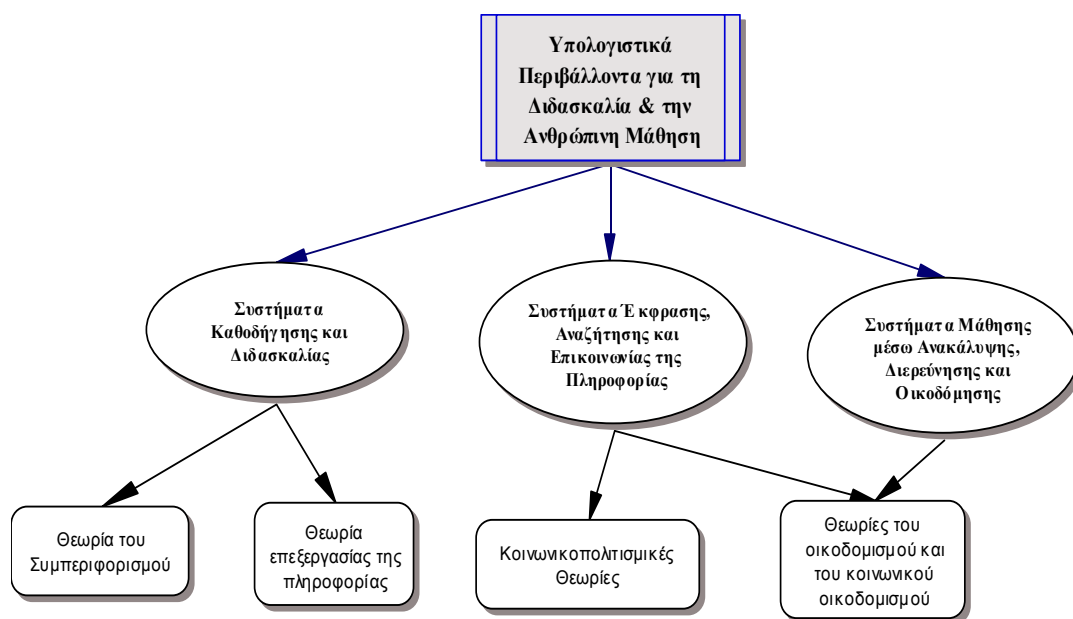 Υπολογιστικά
Περιβάλλοντα για τη
Διδασκαλία & την
Ανθρώπινη Μάθηση
Συστήματα
Καθοδήγησης και
Διδασκαλίας
Συστήματα Έκφρασης,
Αναζήτησης και
Επικοινωνίας της
Πληροφορίας
Συστήματα Μάθησης
μέσω Ανακάλυψης,
Διερεύνησης και
Οικοδόμησης
Θεωρία του
Συμπεριφορισμού
Θεωρία
επεξεργασίας της
πληροφορίας
Κοινωνικοπολιτισμικές
Θεωρίες
Θεωρίες του
οικοδομισμού και
του κοινωνικού
οικοδομισμού